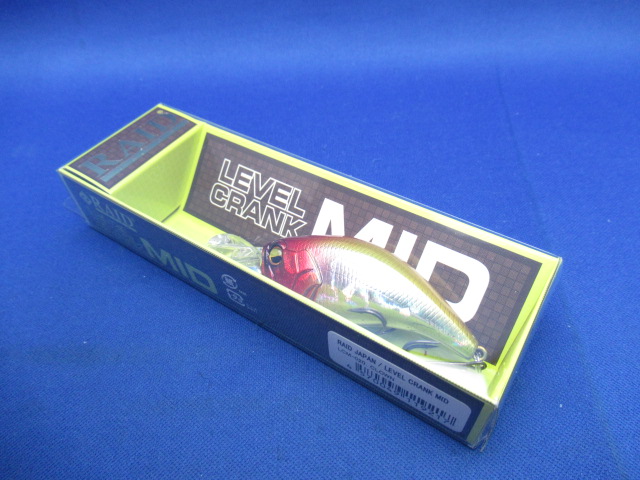 RAID
LEVEL
CRANK
MID
RAID
MID
RAID JAPAN / LEVEL CRANK MID